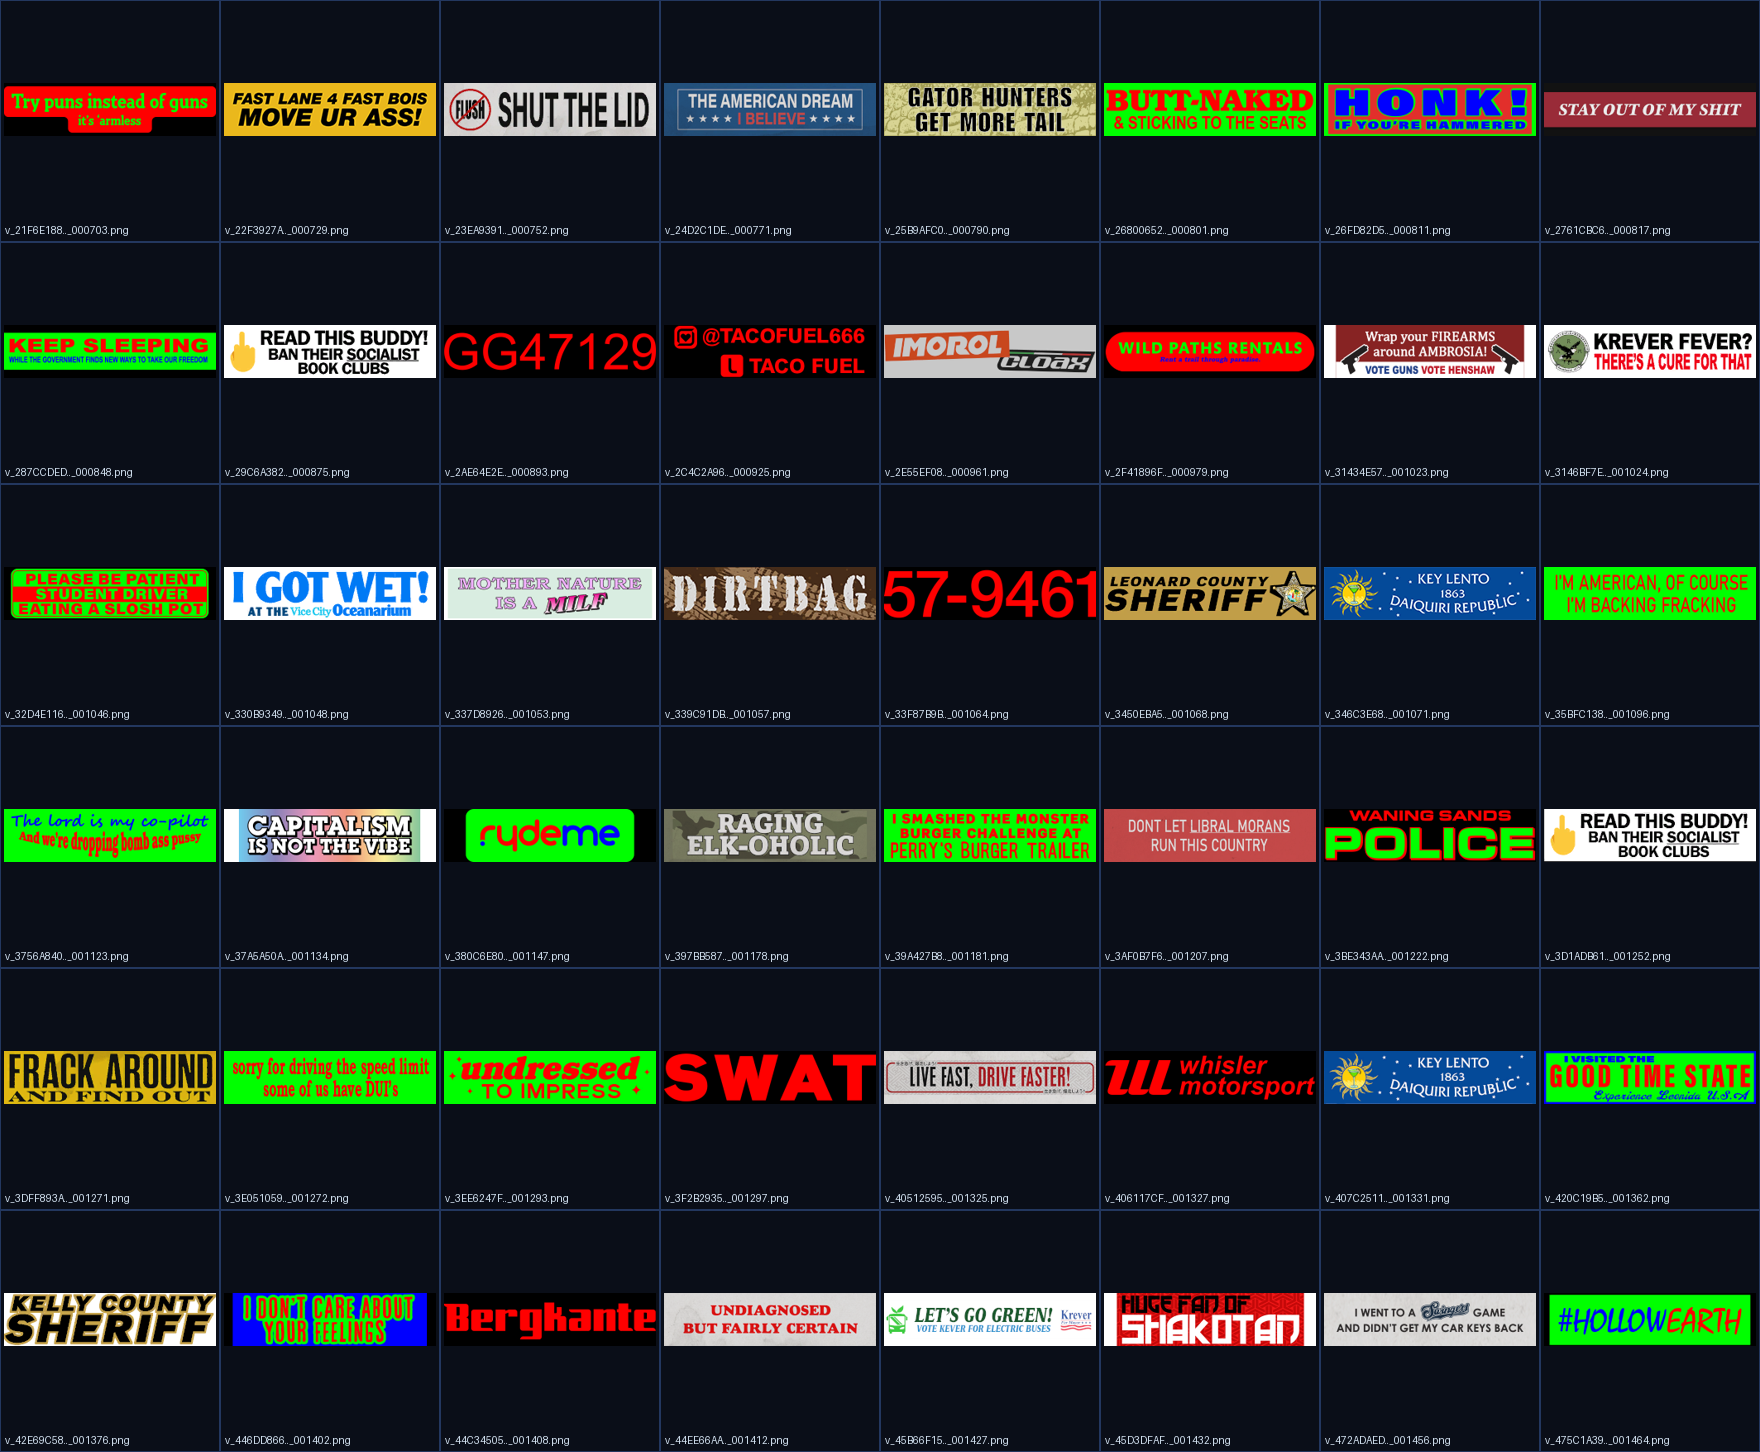 Try puns instead of guns
it's 'armless
FAST LANE 4 FAST BOIS
MOVE UR ASS!
FLUSH
SHUT THE LID
THE AMERICAN DREAM
I BELIEVE
GATOR HUNTERS
GET MORE TAIL
BUTT-NAKED
& STICKING TO THE SEATS
HONK!
IF YOU'RE HAMMERED
STAY OUT OF MY SHIT
v_21F6E188.._000703.png
v_22F3927A.._000729.png
v_23EA9391.._000752.png
v_24D2C1DE.._000771.png
v_25B9AFC0.._000790.png
v_26800652.._000801.png
v_26FD82D5.._000811.png
v_2761CBC6.._000817.png
KEEP SLEEPING
WHILE THE GOVERNMENT FINDS NEW WAYS TO TAKE OUR FREEDOM
READ THIS BUDDY!
BAN THEIR SOCIALIST
BOOK CLUBS
GG47129
@TACOFUEL666
TACO FUEL
IMOROL
CLOAX
WILD PATHS RENTALS
Wrap your FIREARMS
around AMBROSIA!
VOTE GUNS VOTE HENSHAW
KREVER FEVER?
THERE'S A CURE FOR THAT
v_287CCDED.._000848.png
v_29C6A382.._000875.png
v_2AE64E2E.._000893.png
v_2C4C2A96.._000925.png
v_2E55EF08.._000961.png
v_2F41896F.._000979.png
v_31434E57.._001023.png
v_3146BF7E.._001024.png
PLEASE BE PATIENT
STUDENT DRIVER
EATING A SLOSH POT
I GOT WET!
AT THE Vice City Oceanarium
MOTHER NATURE
IS A MILF
DIRTBAG
57-9461
LEONARD COUNTY
SHERIFF
KEY LENTO
1863
DAIQUIRI REPUBLIC
I'M AMERICAN, OF COURSE
I'M BACKING FRACKING
v_32D4E116.._001046.png
v_330B9349.._001048.png
v_337D8926.._001053.png
v_339C91DB.._001057.png
v_33F87B9B.._001064.png
v_3450EBA5.._001068.png
v_346C3E68.._001071.png
v_35BFC138.._001096.png
The lord is my co-pilot
And we're dropping bomb ass pussy
CAPITALISM
IS NOT THE VIBE
rydeme
RAGING
ELK-OHOLIC
I SMASHED THE MONSTER
BURGER CHALLENGE AT
PERRY'S BURGER TRAILER
DONT LET LIBRAL MORANS
RUN THIS COUNTRY
WANING SANDS
POLICE
READ THIS BUDDY!
BAN THEIR SOCIALIST
BOOK CLUBS
v_3756A840.._001123.png
v_37A5A50A.._001134.png
v_380C6E80.._001147.png
v_397BB587.._001178.png
v_39A427B8.._001181.png
v_3AF0B7F6.._001207.png
v_3BE343AA.._001222.png
v_3D1ADB61.._001252.png
FRACK AROUND
AND FIND OUT
sorry for driving the speed limit
some of us have DUI's
undressed
TO IMPRESS
SWAT
LIVE FAST, DRIVE FASTER!
whisler
motorsport
KEY LENTO
1863
DAIQUIRI REPUBLIC
I VISITED THE
GOOD TIME STATE
Experience Leonida U.S.A
v_3DFF893A.._001271.png
v_3E051059.._001272.png
v_3EE6247F.._001293.png
v_3F2B2935.._001297.png
v_40512595.._001325.png
v_406117CF.._001327.png
v_407C2511.._001331.png
v_420C19B5.._001362.png
KELLY COUNTY
SHERIFF
I DON'T CARE ABOUT
YOUR FEELINGS
Bergkante
UNDIAGNOSED
BUT FAIRLY CERTAIN
LET'S GO GREEN!
VOTE KEVER FOR ELECTRIC BUSES
Krever
HUGE FAN OF
SHAKOTAN
I WENT TO A Swingers GAME
AND DIDN'T GET MY CAR KEYS BACK
#HOLLOWEARTH
v_42E69C58.._001376.png
v_446DD866.._001402.png
v_44C34505.._001408.png
v_44EE66AA.._001412.png
v_45B66F15.._001427.png
v_45D3DFAF.._001432.png
v_472ADAED.._001456.png
v_475C1A39.._001464.png